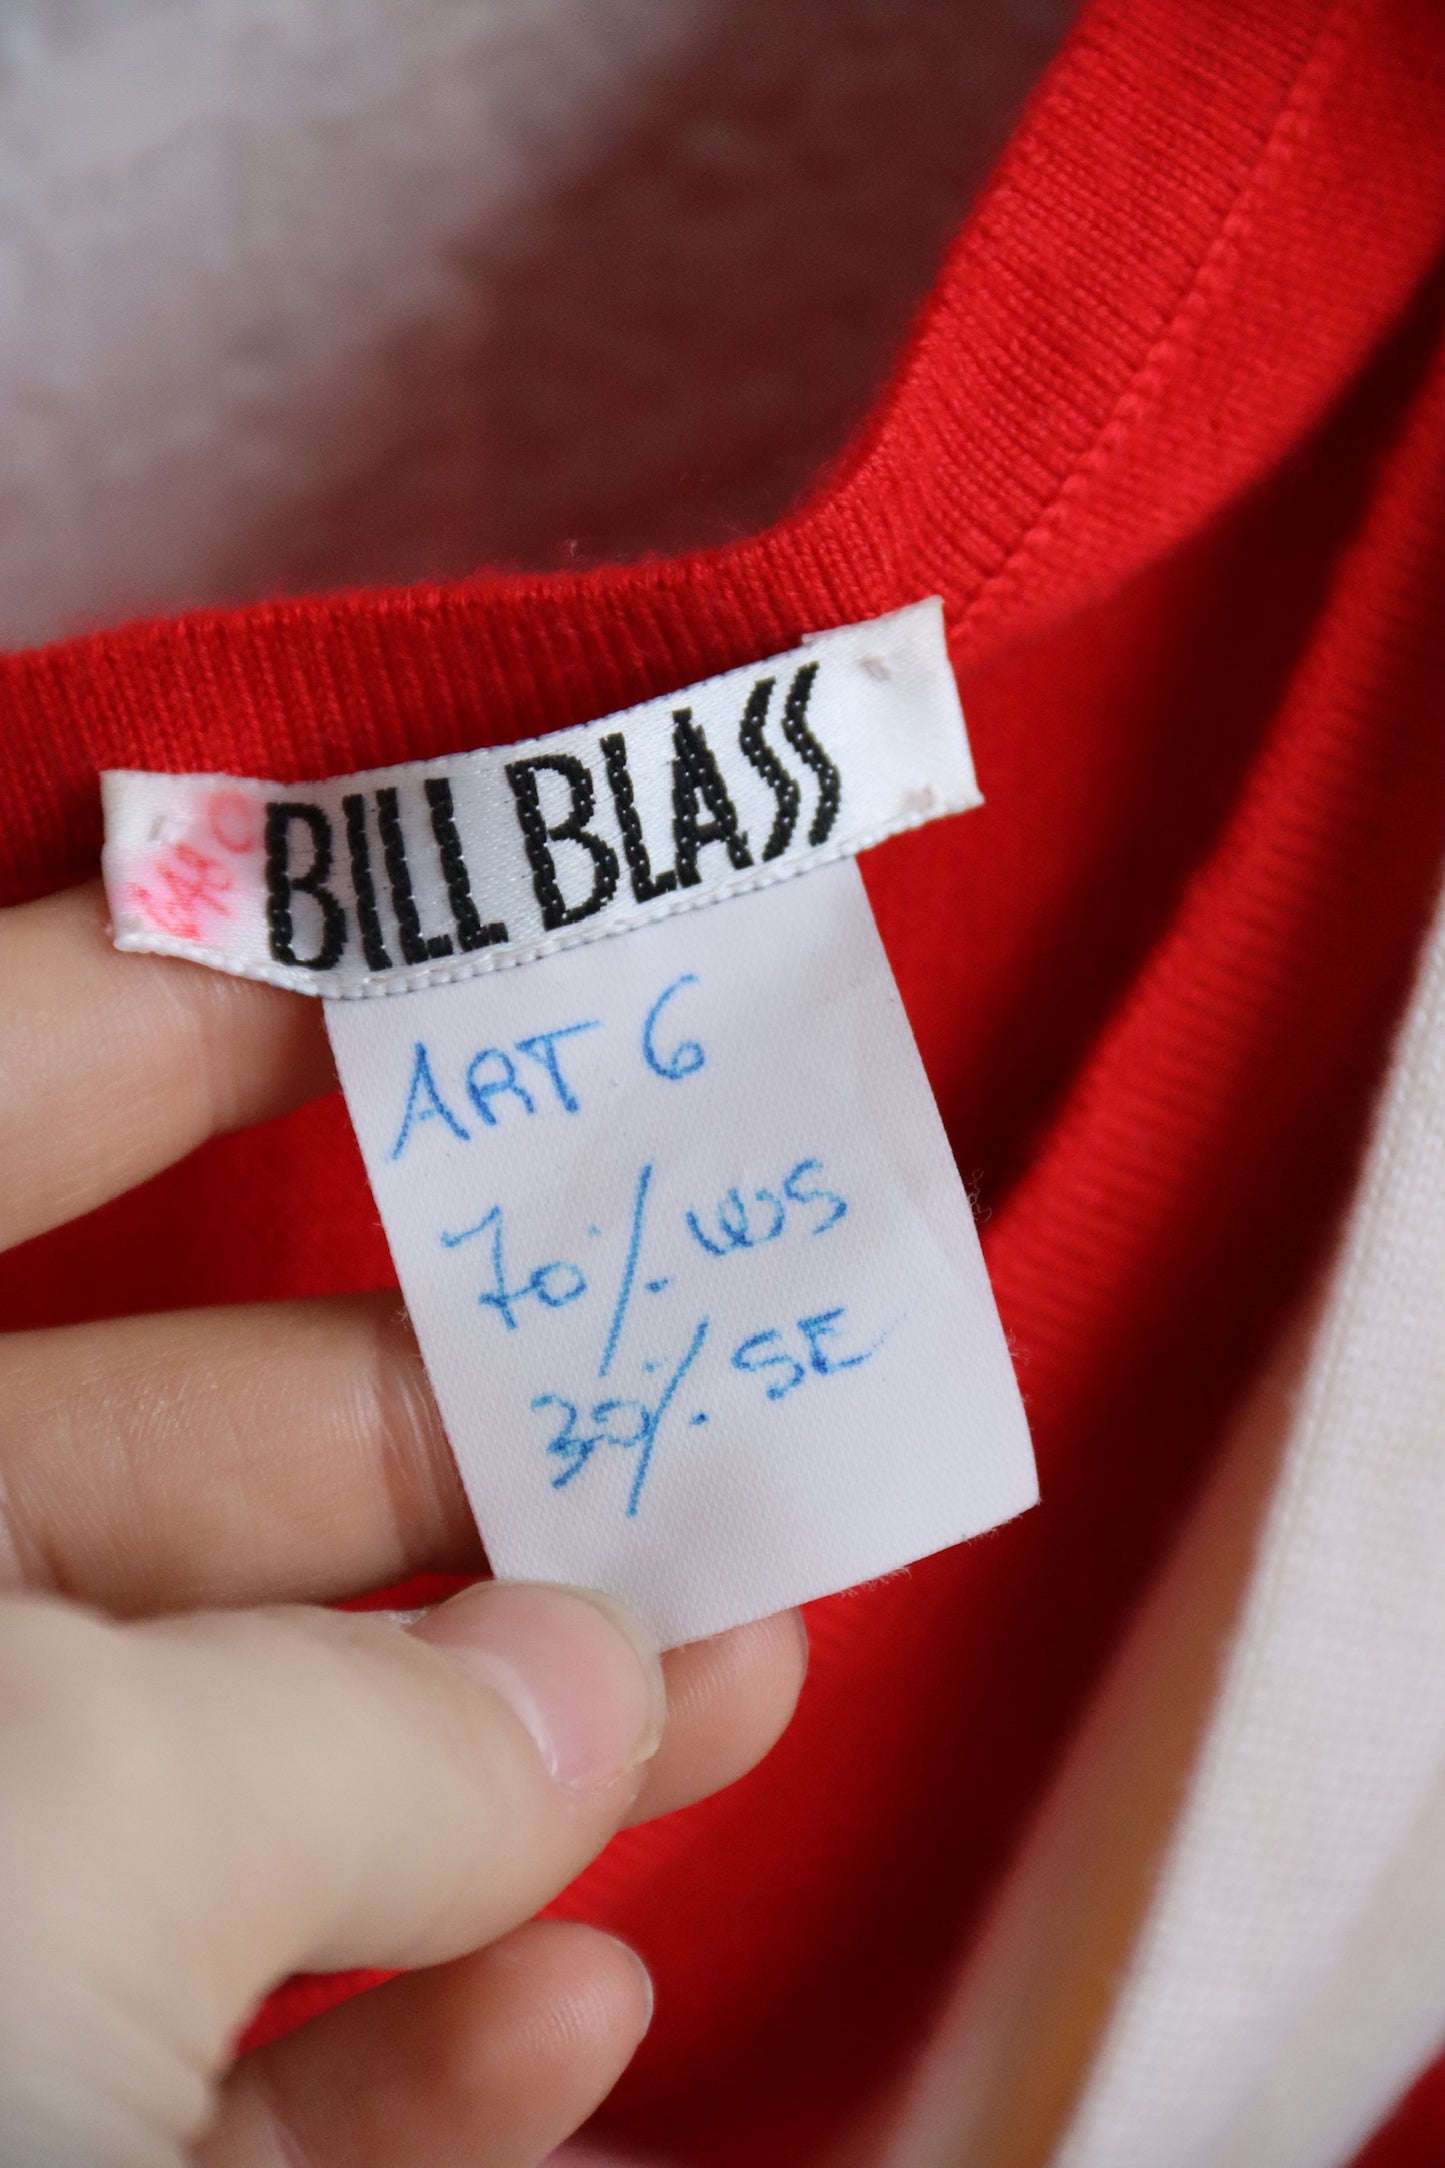 BILL BLASS
ART 6
70% WS
30% SE